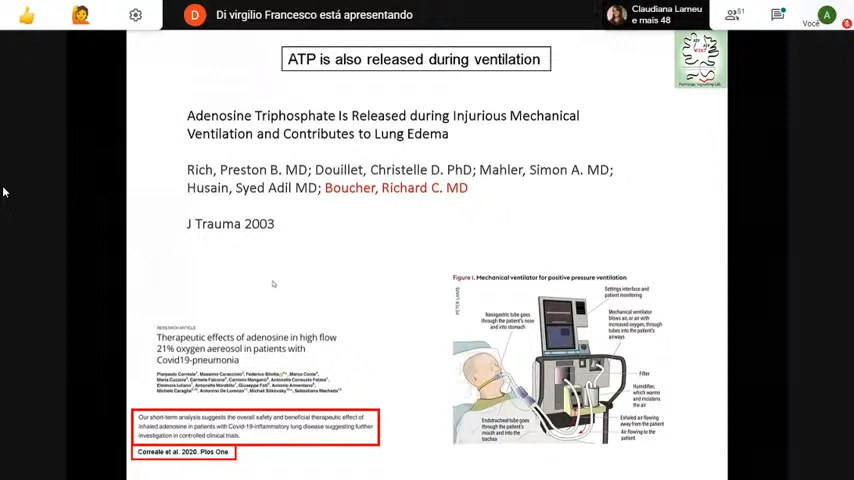 Di virgilio Francesco está apresentando
Claudiana Lameu
e mais 48
51
Você
A
D
ATP is also released during ventilation
Adenosine Triphosphate Is Released during Injurious Mechanical
Ventilation and Contributes to Lung Edema
Rich, Preston B. MD; Douillet, Christelle D. PhD; Mahler, Simon A. MD;
Husain, Syed Adil MD; Boucher, Richard C. MD
J Trauma 2003
RESEARCH ARTICLE
Therapeutic effects of adenosine in high flow
21% oxygen aereosol in patients with
Covid19-pneumonia
Our short-term analysis suggests the overall safety and beneficial therapeutic effect of
inhaled adenosine in patients with Covid-19-inflammatory lung disease suggesting further
investigation in controlled clinical trials.
Correale et al. 2020. Plos One
Figure I. Mechanical ventilator for positive pressure ventilation
PETER LAMB
Settings interface and
patient monitoring
Nasogastric tube goes
through the patient's nose
and into stomach
Mechanical ventilator
blows air, or air with
increased oxygen, through
tubes into the patient's
airways
Filter
Humidifier,
which warms
and moistens
the air
Endotracheal tube goes
through the patient's
mouth and into the
trachea
Exhaled air flowing
away from the
patient
Air flowing to the
patient